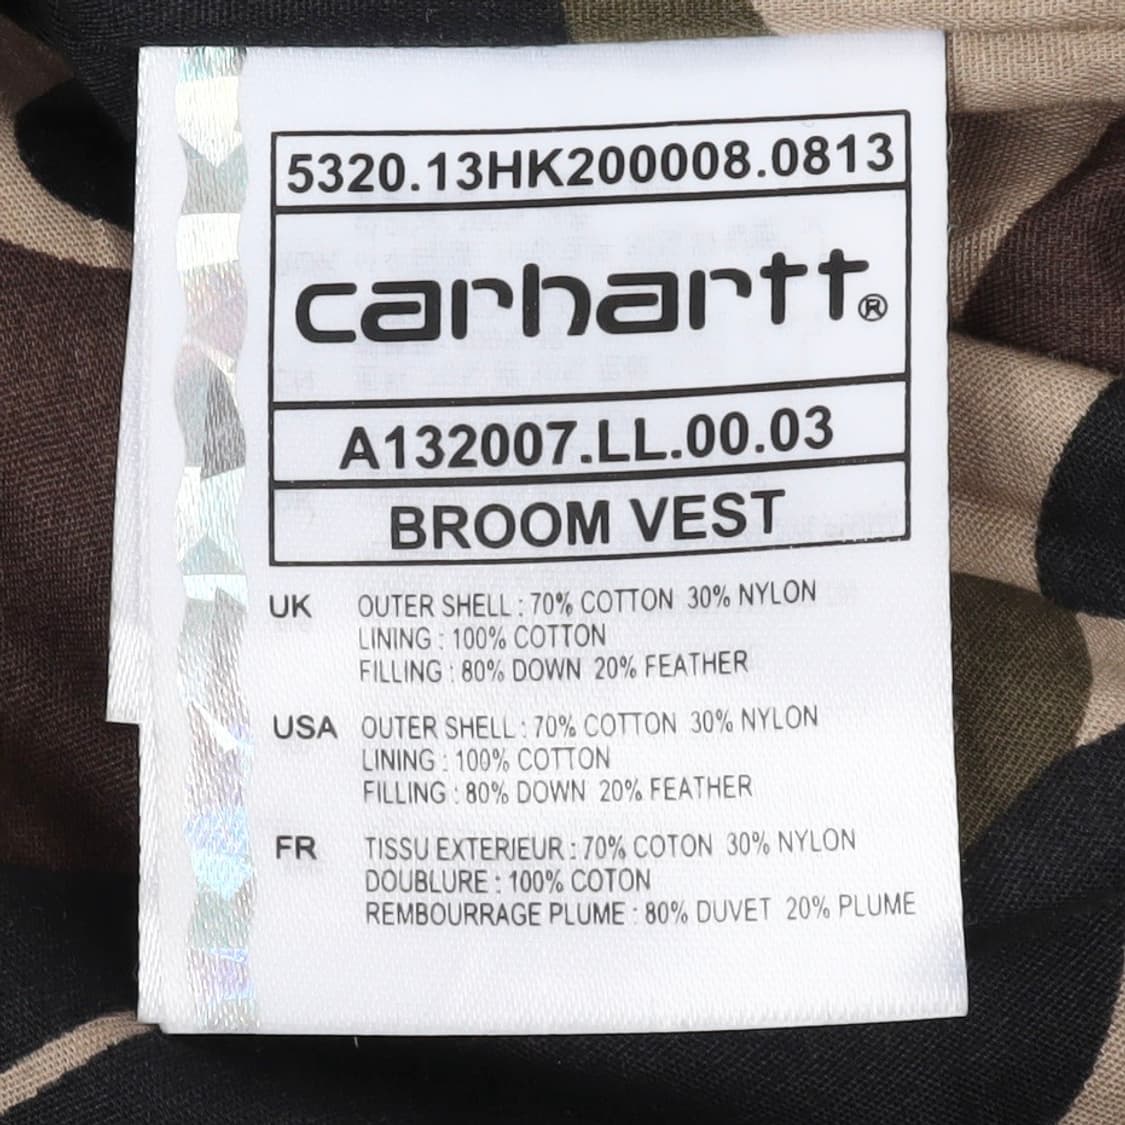 5320.13HK200008.0813
carhartt®
A132007.LL.00.03
BROOM VEST
UK OUTER SHELL : 70% COTTON 30% NYLON
LINING : 100% COTTON
FILLING : 80% DOWN 20% FEATHER
USA OUTER SHELL : 70% COTTON 30% NYLON
LINING : 100% COTTON
FILLING : 80% DOWN 20% FEATHER
FR TISSU EXTERIEUR : 70% COTON 30% NYLON
DOUBLURE : 100% COTON
REMBOURRAGE PLUME : 80% DUVET 20% PLUME